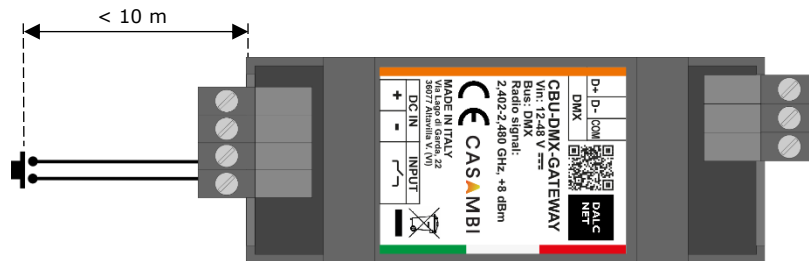 < 10 m
D+ D- COM
DMX
DALC
NET
CBU-DMX-GATEWAY
Vin: 12-48 V
Bus: DMX
Radio signal:
2,402-2,480 GHz, +8 dBm
CE CASAMBI
MADE IN ITALY
Via Lago di Garda, 22
36077 Altavilla V. (VI)
DC IN INPUT
+ -